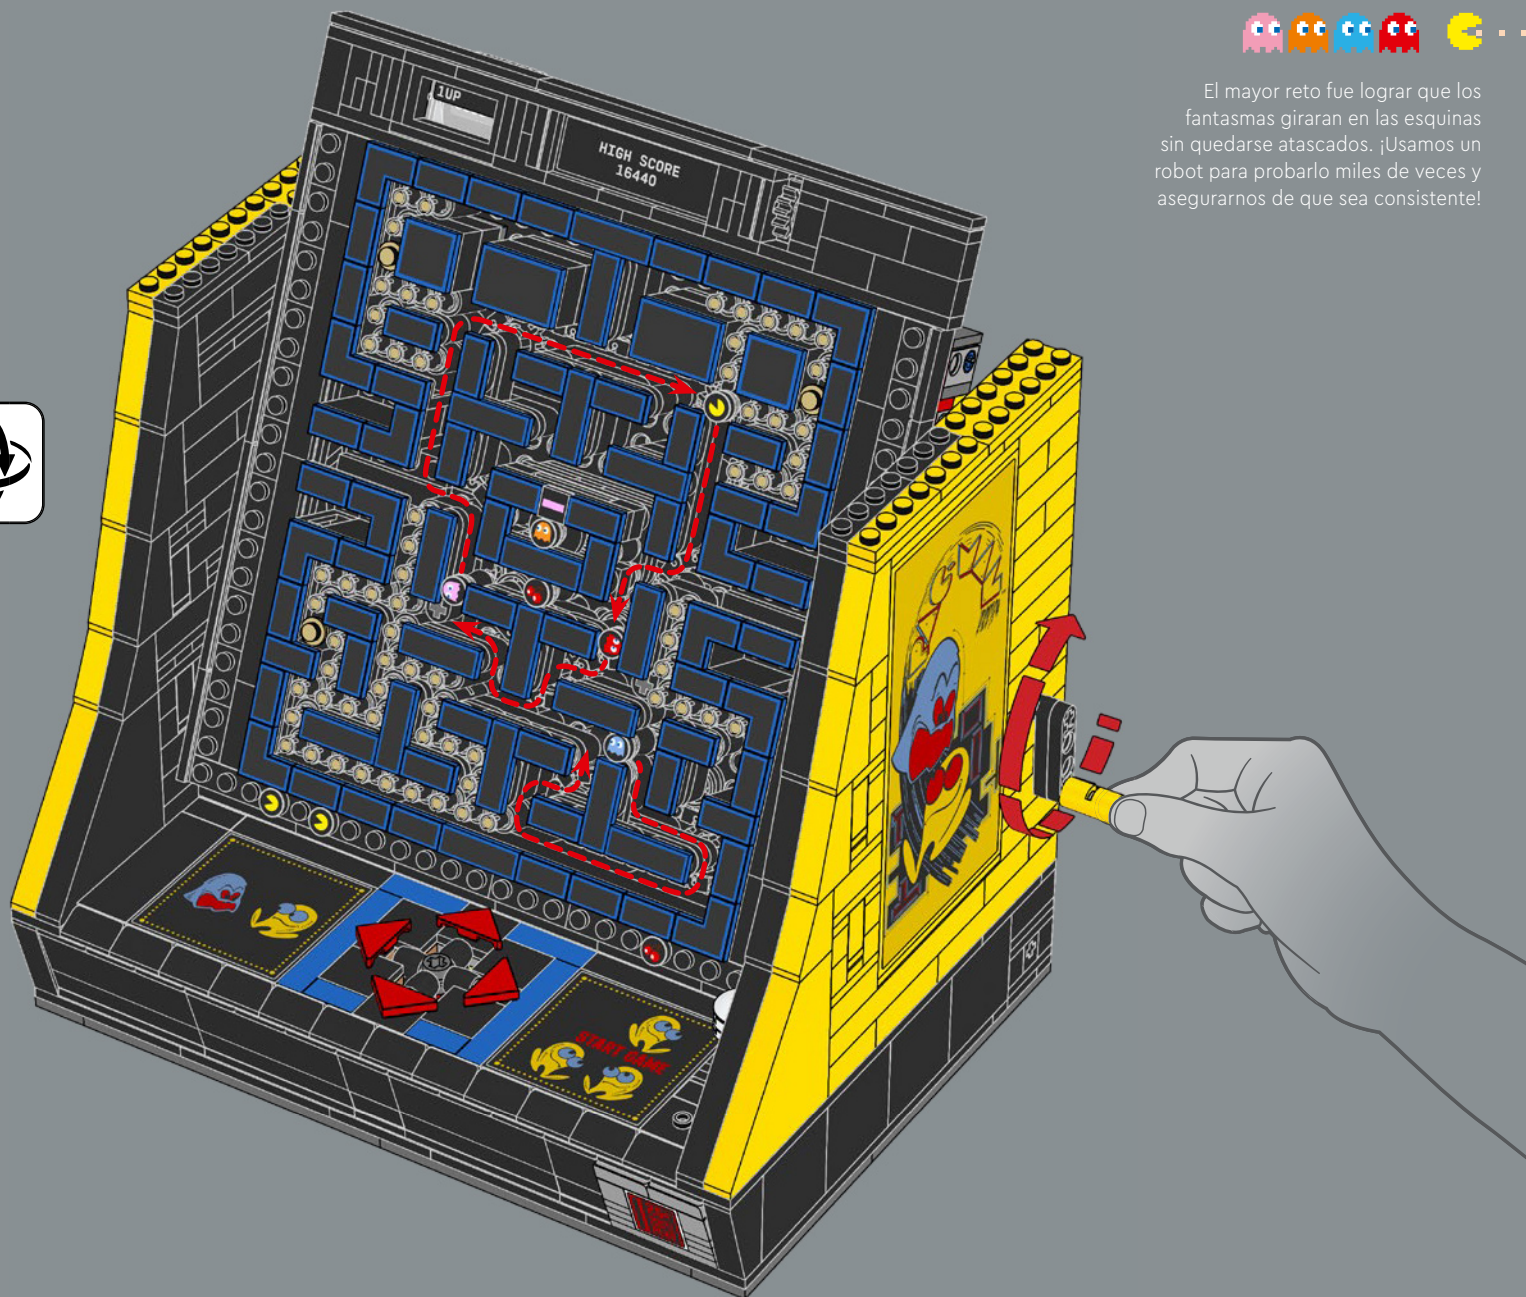 El mayor reto fue lograr que los
fantasmas giraran en las esquinas
sin quedarse atascados. ¡Usamos un
robot para probarlo miles de veces y
asegurarnos de que sea consistente!
1UP
HIGH SCORE
16440
START GAME